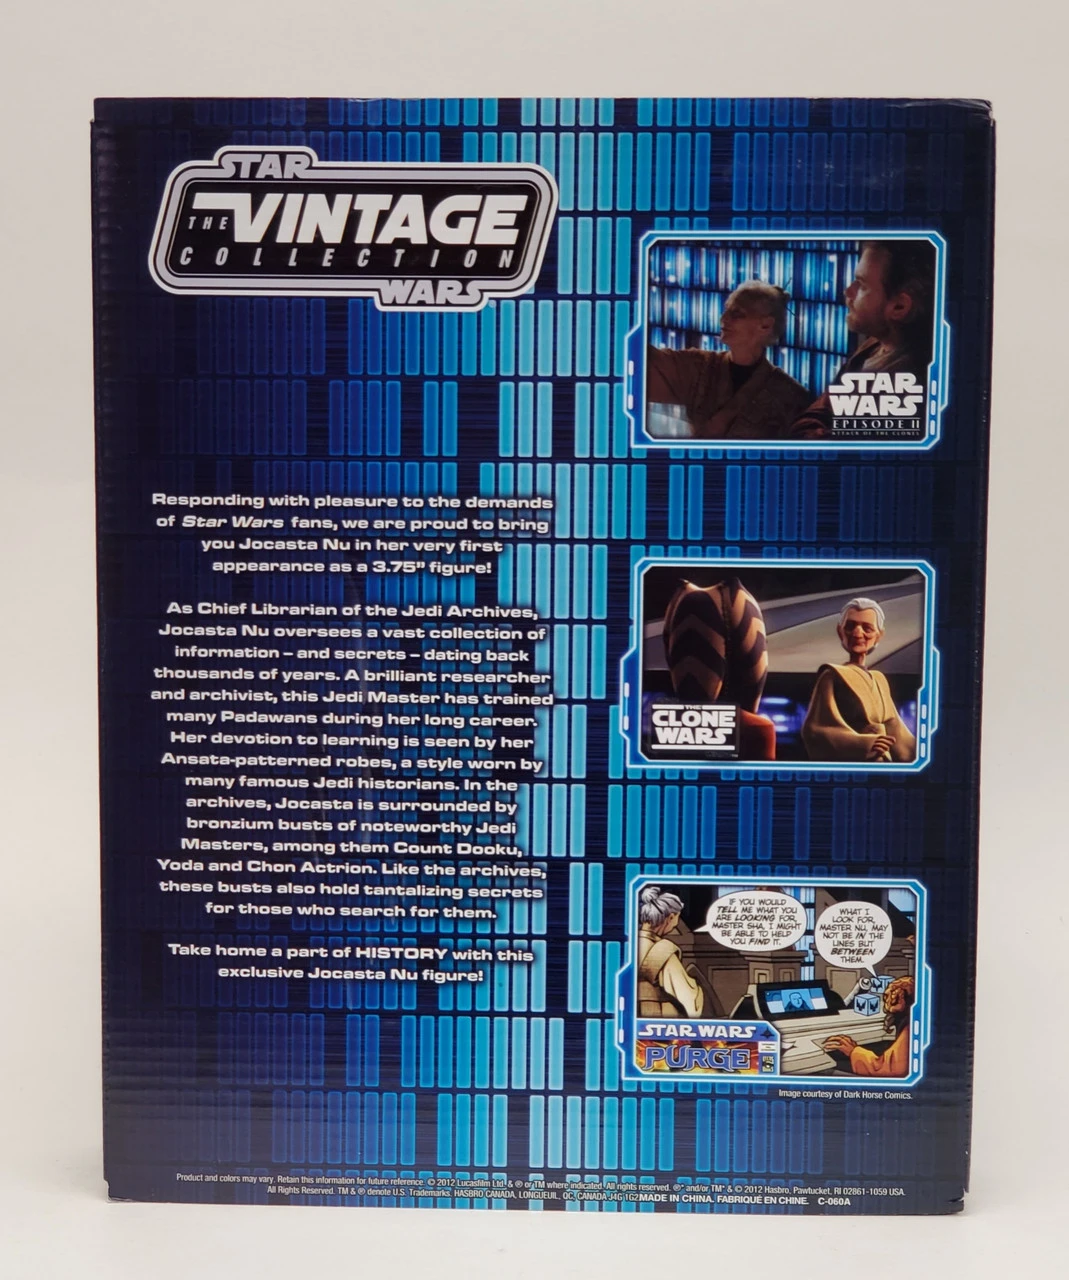 STAR
THE VINTAGE
COLLECTION
WARS
STAR
WARS
EPISODE II
ATTACK OF THE CLONES
Responding with pleasure to the demands
of Star Wars fans, we are proud to bring
you Jocasta Nu in her very first
appearance as a 3.75" figure!
As Chief Librarian of the Jedi Archives,
Jocasta Nu oversees a vast collection of
information – and secrets – dating back
thousands of years. A brilliant researcher
and archivist, this Jedi Master has trained
many Padawans during her long career.
Her devotion to learning is seen by her
Ansata-patterned robes, a style worn by
many famous Jedi historians. In the
archives, Jocasta is surrounded by
bronzium busts of noteworthy Jedi
Masters, among them Count Dooku,
Yoda and Chon Actrion. Like the archives,
these busts also hold tantalizing secrets
for those who search for them.
Take home a part of HISTORY with this
exclusive Jocasta Nu figure!
THE
CLONE
WARS
IF YOU WOULD
TELL ME WHAT YOU
ARE LOOKING FOR,
MASTER SHA, I MIGHT
BE ABLE TO HELP
YOU FIND IT.
WHAT I
LOOK FOR,
MASTER NU, MAY
NOT BE IN THE
LINES BUT
BETWEEN
THEM.
STAR WARS
PURGE
Image courtesy of Dark Horse Comics.
Product and colors may vary. Retain this information for future reference. © 2012 Lucasfilm Ltd. & ® or TM where indicated. All rights reserved. ®* and/or TM* & © 2012 Hasbro, Pawtucket, RI 02861-1059 USA.
All Rights Reserved. TM & ® denote U.S. Trademarks. HASBRO CANADA, LONGUEUIL, QC, CANADA J4G 1G2 MADE IN CHINA. FABRIQUÉ EN CHINE. C-060A